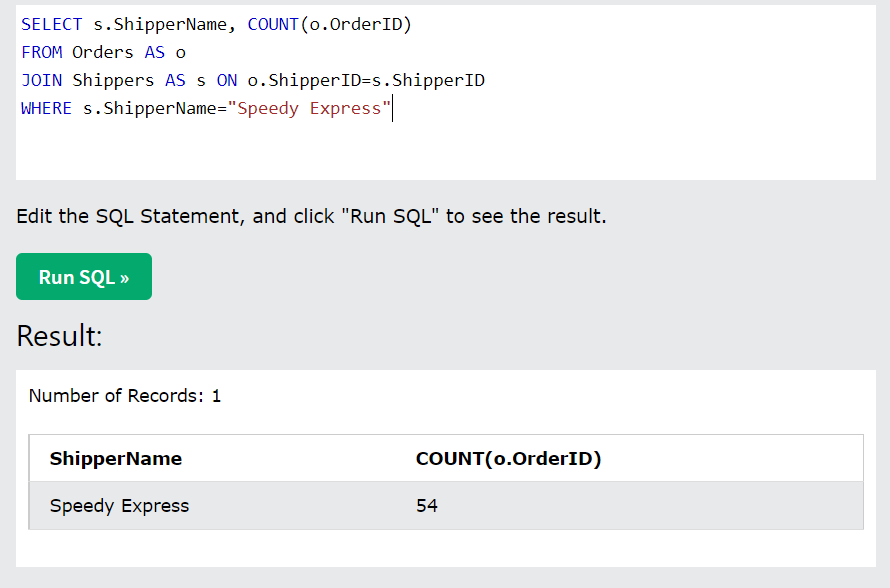 SELECT s.ShipperName, COUNT(o.OrderID)
FROM Orders AS o
JOIN Shippers AS s ON o.ShipperID=s.ShipperID
WHERE s.ShipperName="Speedy Express"
Edit the SQL Statement, and click "Run SQL" to see the result.
Run SQL »
Result:
Number of Records: 1
ShipperName COUNT(o.OrderID)
Speedy Express 54